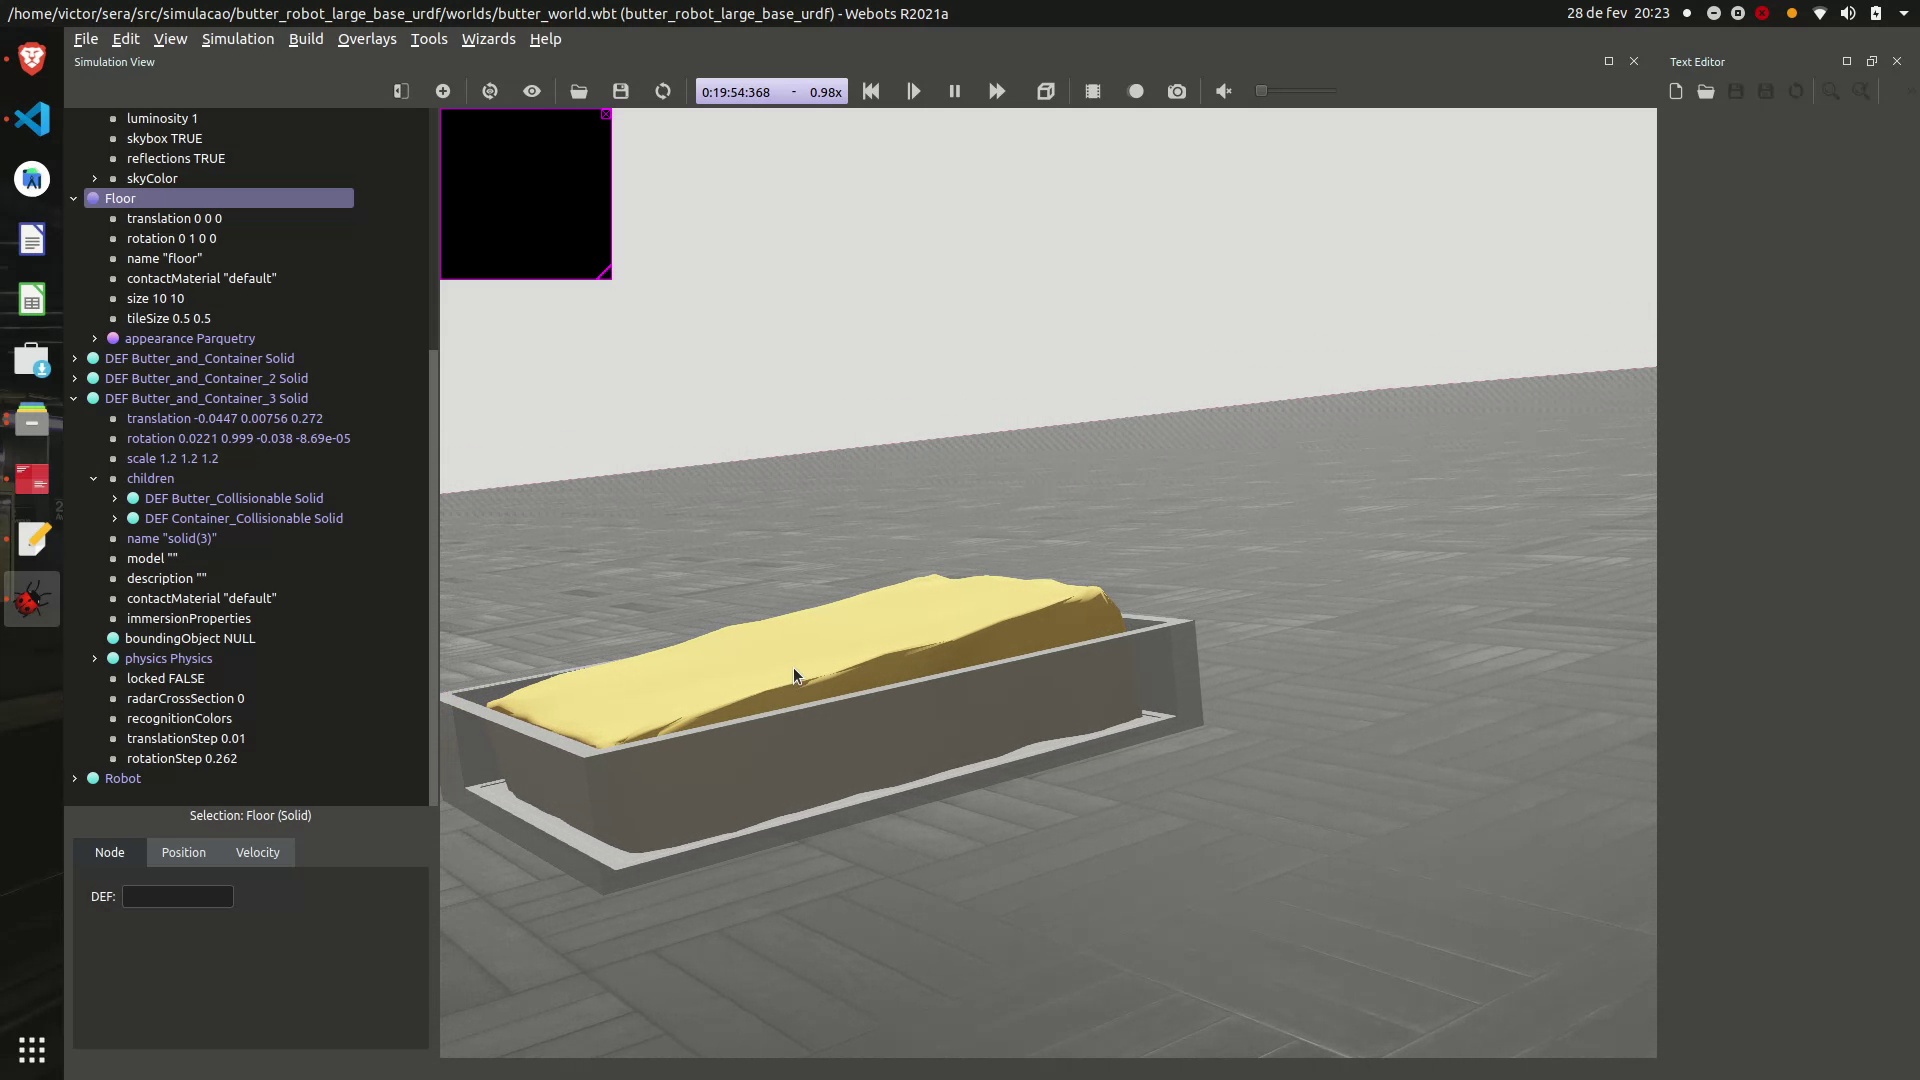 /home/victor/sera/src/simulacao/butter_robot_large_base_urdf/worlds/butter_world.wbt (butter_robot_large_base_urdf) - Webots R2021a
28 de fev 20:23
File Edit View Simulation Build Overlays Tools Wizards Help
Simulation View
Text Editor
0:19:54:368 - 0.98x
luminosity 1
skybox TRUE
reflections TRUE
skyColor
Floor
translation 0 0 0
rotation 0 1 0 0
name "floor"
contactMaterial "default"
size 10 10
tileSize 0.5 0.5
appearance Parquetry
DEF Butter_and_Container Solid
DEF Butter_and_Container_2 Solid
DEF Butter_and_Container_3 Solid
translation -0.0447 0.00756 0.272
rotation 0.0221 0.999 -0.038 -8.69e-05
scale 1.2 1.2 1.2
children
DEF Butter_Collisionable Solid
DEF Container_Collisionable Solid
name "solid(3)"
model ""
description ""
contactMaterial "default"
immersionProperties
boundingObject NULL
physics Physics
locked FALSE
radarCrossSection 0
recognitionColors
translationStep 0.01
rotationStep 0.262
Robot
Selection: Floor (Solid)
Node Position Velocity
DEF: